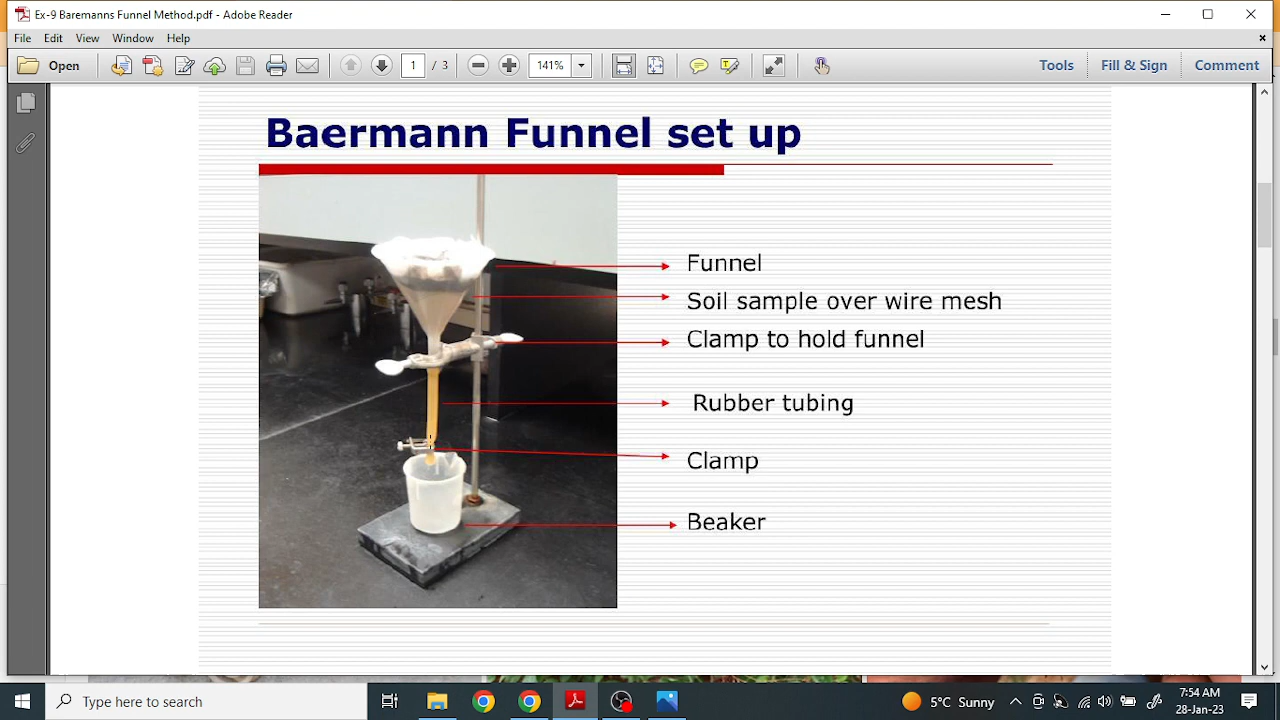 Ex-9 Baremanns Funnel Method.pdf - Adobe Reader
File Edit View Window Help
Open 1 / 3 141% Tools Fill & Sign Comment
Baermann Funnel set up
Funnel
Soil sample over wire mesh
Clamp to hold funnel
Rubber tubing
Clamp
Beaker
Type here to search
5°C Sunny
7:54 AM
28-Jan-23